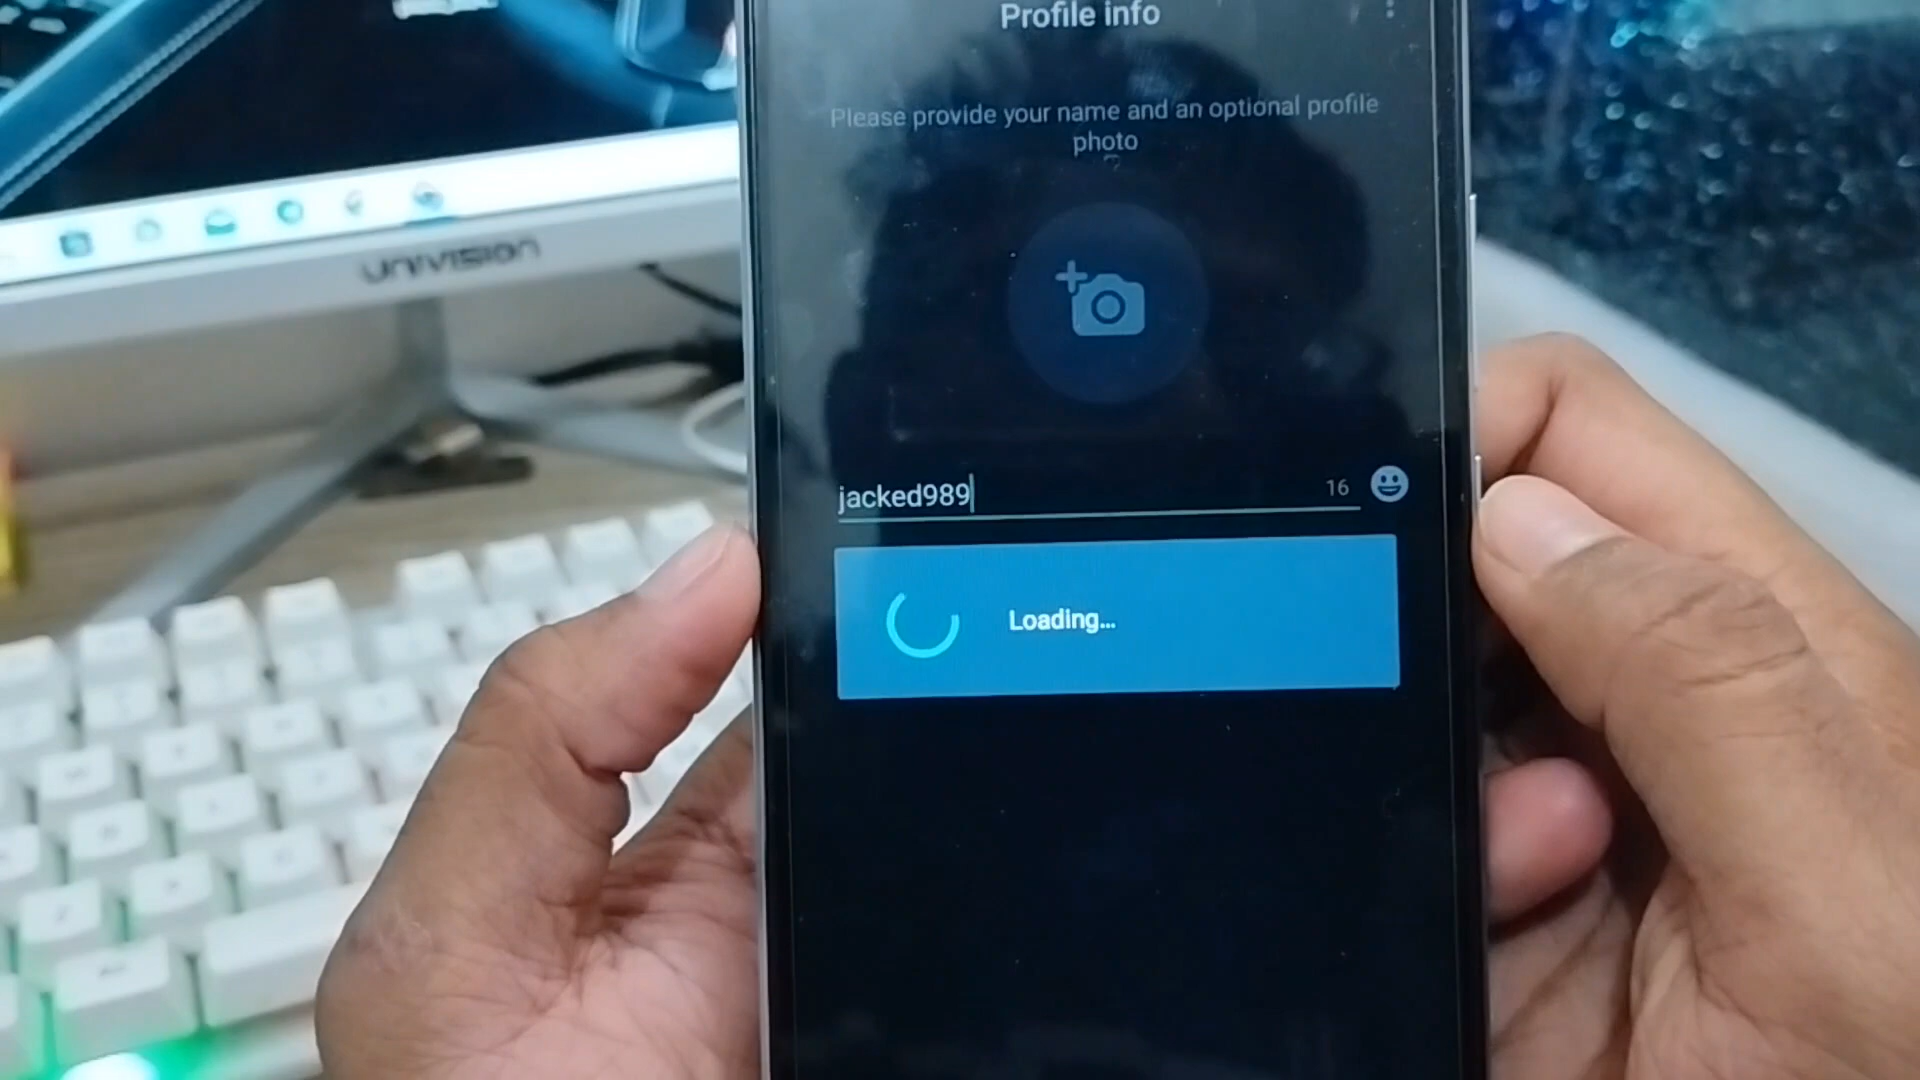 Profile info
Please provide your name and an optional profile
photo
UNIVISION
jacked989
16
Loading...